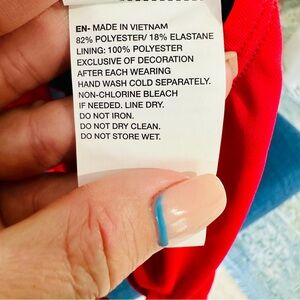 EN- MADE IN VIETNAM
82% POLYESTER/ 18% ELASTANE
LINING: 100% POLYESTER
EXCLUSIVE OF DECORATION
AFTER EACH WEARING
HAND WASH COLD SEPARATELY.
NON-CHLORINE BLEACH
IF NEEDED. LINE DRY.
DO NOT IRON.
DO NOT DRY CLEAN.
DO NOT STORE WET.